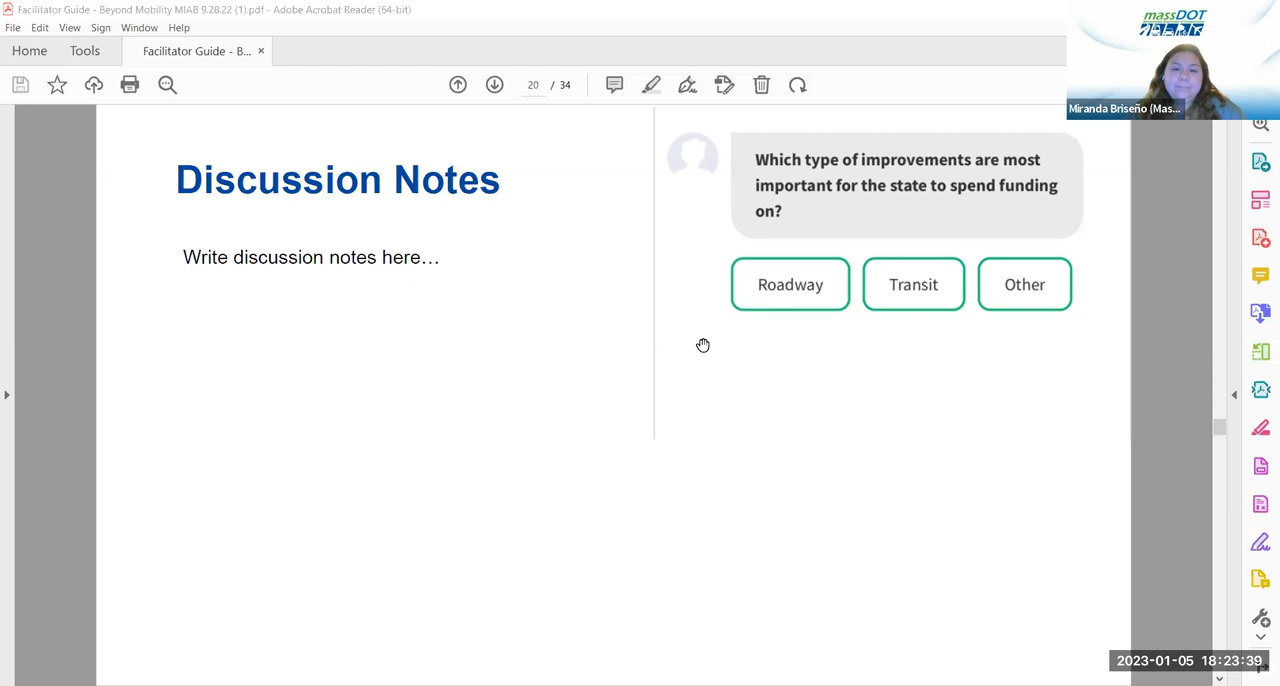 Facilitator Guide - Beyond Mobility MIAB 9.28.22 (1).pdf - Adobe Acrobat Reader (64-bit)
File Edit View Sign Window Help
Home Tools Facilitator Guide - B... ×
20 / 34
massDOT
Miranda Briseño (Mas...
Discussion Notes
Write discussion notes here…
Which type of improvements are most
important for the state to spend funding
on?
Roadway Transit Other
2023-01-05 18:23:39